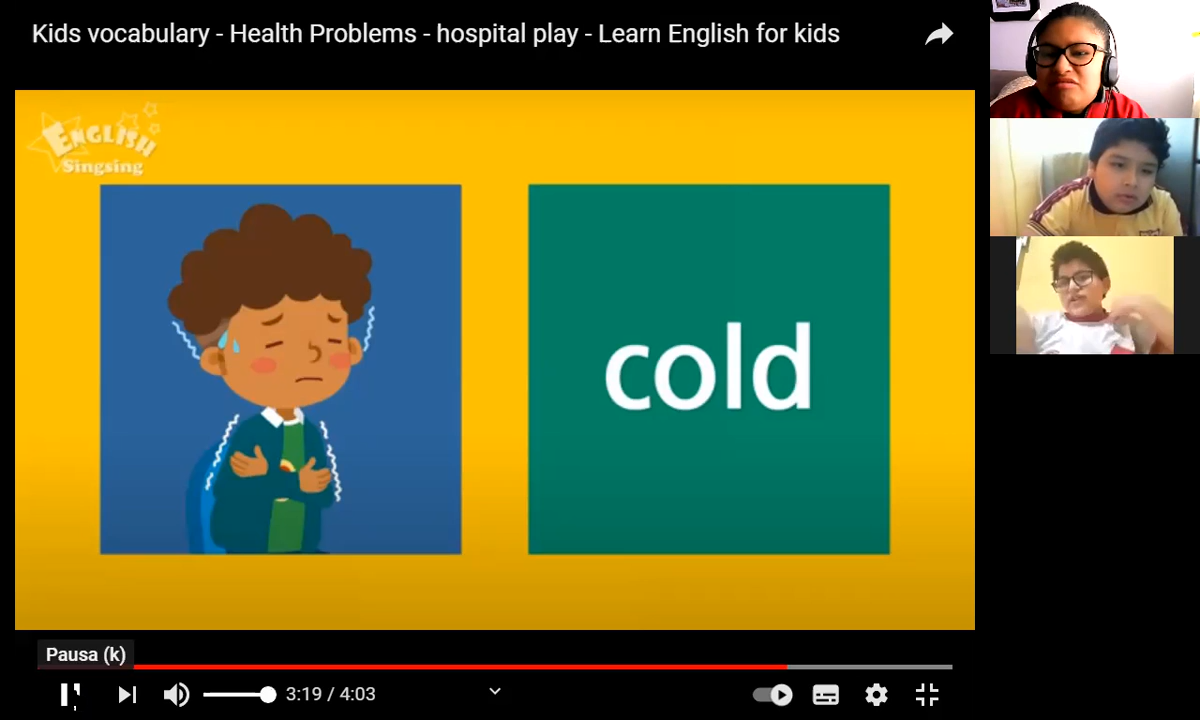 Kids vocabulary - Health Problems - hospital play - Learn English for kids
ENGLISH
Singsing
cold
Pausa (k)
3:19 / 4:03